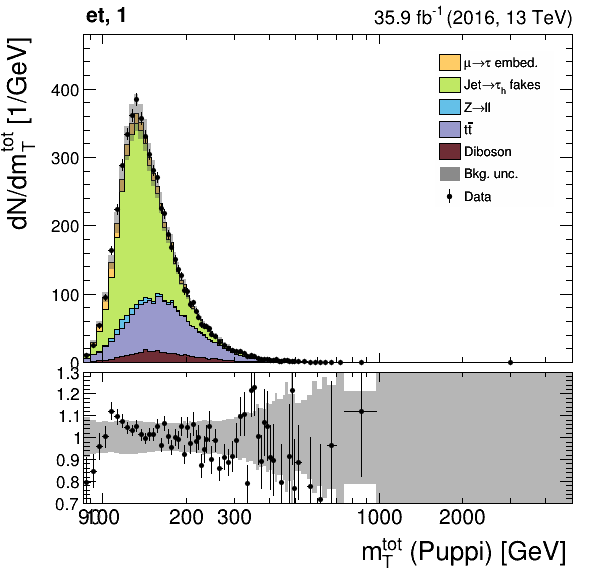 et, 1
35.9 fb⁻¹ (2016, 13 TeV)
dN/dm_T^tot [1/GeV]
400
300
200
100
0
μ→τ embed.
Jet→τ_h fakes
Z→ll
tt̄
Diboson
Bkg. unc.
Data
1.3
1.2
1.1
1
0.9
0.8
0.7
90 100 200 300 1000 2000
m_T^tot (Puppi) [GeV]